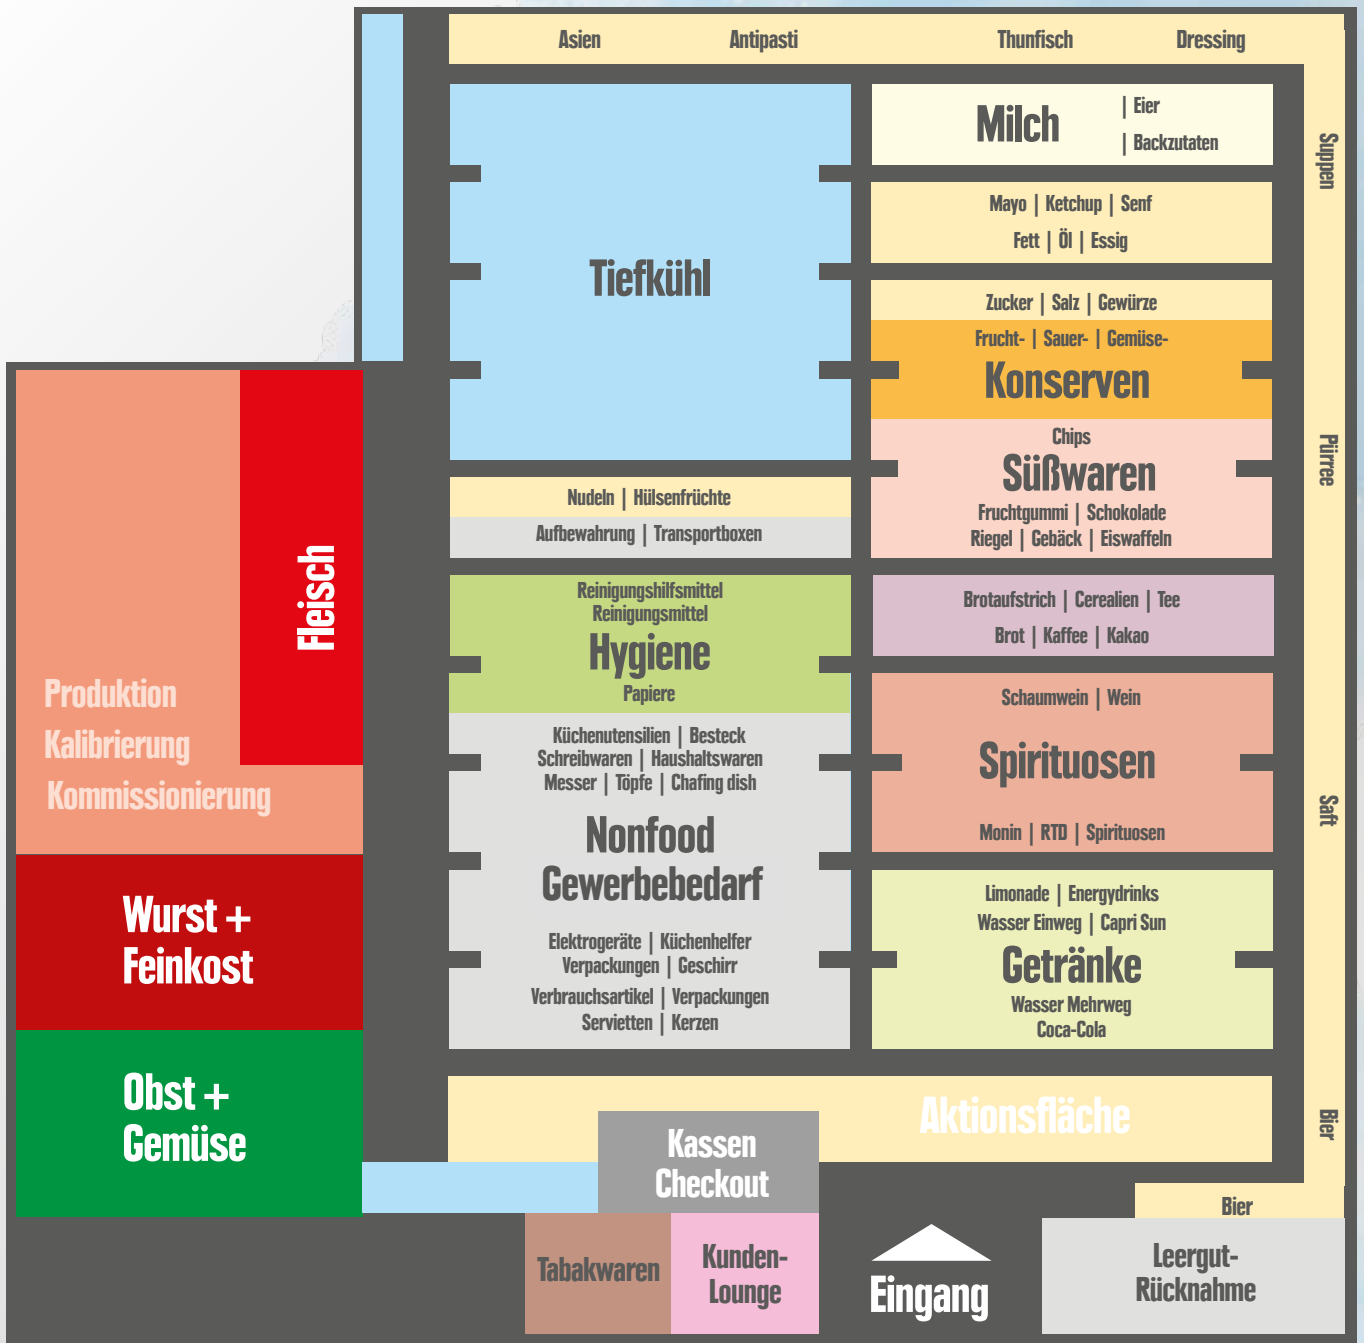 Asien
Antipasti
Thunfisch
Dressing
Milch
| Eier
| Backzutaten
Suppen
Mayo | Ketchup | Senf
Fett | Öl | Essig
Tiefkühl
Zucker | Salz | Gewürze
Frucht- | Sauer- | Gemüse-
Konserven
Chips
Süßwaren
Fruchtgummi | Schokolade
Riegel | Gebäck | Eiswaffeln
Pürree
Nudeln | Hülsenfrüchte
Aufbewahrung | Transportboxen
Fleisch
Produktion
Kalibrierung
Kommissionierung
Reinigungshilfsmittel
Reinigungsmittel
Hygiene
Papiere
Brotaufstrich | Cerealien | Tee
Brot | Kaffee | Kakao
Küchenutensilien | Besteck
Schreibwaren | Haushaltswaren
Messer | Töpfe | Chafing dish
Nonfood
Gewerbebedarf
Elektrogeräte | Küchenhelfer
Verpackungen | Geschirr
Verbrauchsartikel | Verpackungen
Servietten | Kerzen
Schaumwein | Wein
Spirituosen
Monin | RTD | Spirituosen
Saft
Limonade | Energydrinks
Wasser Einweg | Capri Sun
Getränke
Wasser Mehrweg
Coca-Cola
Wurst +
Feinkost
Obst +
Gemüse
Aktionsfläche
Bier
Kassen
Checkout
Bier
Tabakwaren
Kunden-
Lounge
Eingang
Leergut-
Rücknahme